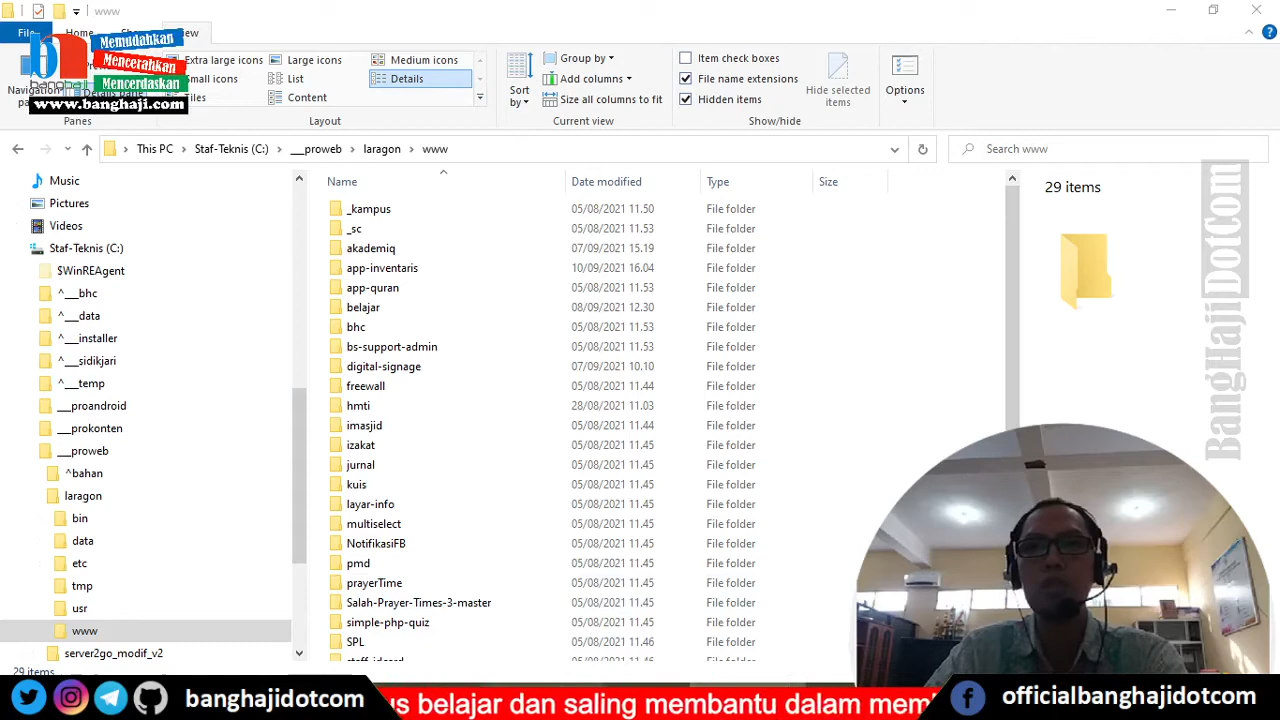 www
File
Home
View
Memudahkan
Mencerahkan
Mencerdaskan
www.banghaji.com
Navigation
Panes
Extra large icons
Large icons
Medium icons
Small icons
List
Details
Tiles
Content
Layout
Sort by
Group by
Add columns
Size all columns to fit
Current view
Item check boxes
File name extensions
Hidden items
Hide selected items
Show/hide
Options
This PC
Staf-Teknis (C:)
___proweb
laragon
www
Search www
Music
Pictures
Videos
Staf-Teknis (C:)
$WinREAgent
^___bhc
^___data
^___installer
^___sidikjari
^___temp
___proandroid
___prokonten
___proweb
^bahan
laragon
bin
data
etc
tmp
usr
www
server2go_modif_v2
29 items
Name Date modified Type Size
_kampus 05/08/2021 11.50 File folder
_sc 05/08/2021 11.53 File folder
akademiq 07/09/2021 15.19 File folder
app-inventaris 10/09/2021 16.04 File folder
app-quran 05/08/2021 11.53 File folder
belajar 08/09/2021 12.30 File folder
bhc 05/08/2021 11.53 File folder
bs-support-admin 05/08/2021 11.53 File folder
digital-signage 07/09/2021 10.10 File folder
freewall 05/08/2021 11.44 File folder
hmti 28/08/2021 11.03 File folder
imasjid 05/08/2021 11.44 File folder
izakat 05/08/2021 11.45 File folder
jurnal 05/08/2021 11.45 File folder
kuis 05/08/2021 11.45 File folder
layar-info 05/08/2021 11.45 File folder
multiselect 05/08/2021 11.45 File folder
NotifikasiFB 05/08/2021 11.45 File folder
pmd 05/08/2021 11.45 File folder
prayerTime 05/08/2021 11.45 File folder
Salah-Prayer-Times-3-master 05/08/2021 11.45 File folder
simple-php-quiz 05/08/2021 11.45 File folder
SPL 05/08/2021 11.46 File folder
29 items
BangHajiDotCom
banghajidotcom
us belajar dan saling membantu dalam mem
officialbanghajidotcom